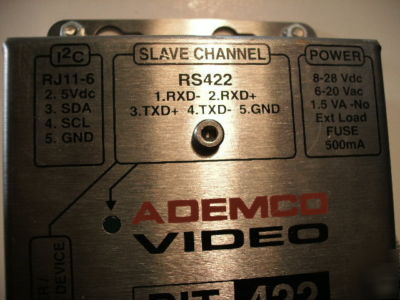 I²C
RJ11-6
2. 5Vdc
3. SDA
4. SCL
5. GND
SLAVE CHANNEL
RS422
1.RXD- 2.RXD+
3.TXD+ 4.TXD- 5.GND
POWER
8-28 Vdc
6-20 Vac
1.5 VA -No
Ext Load
FUSE
500mA
ADEMCO
VIDEO
DEVICE
422